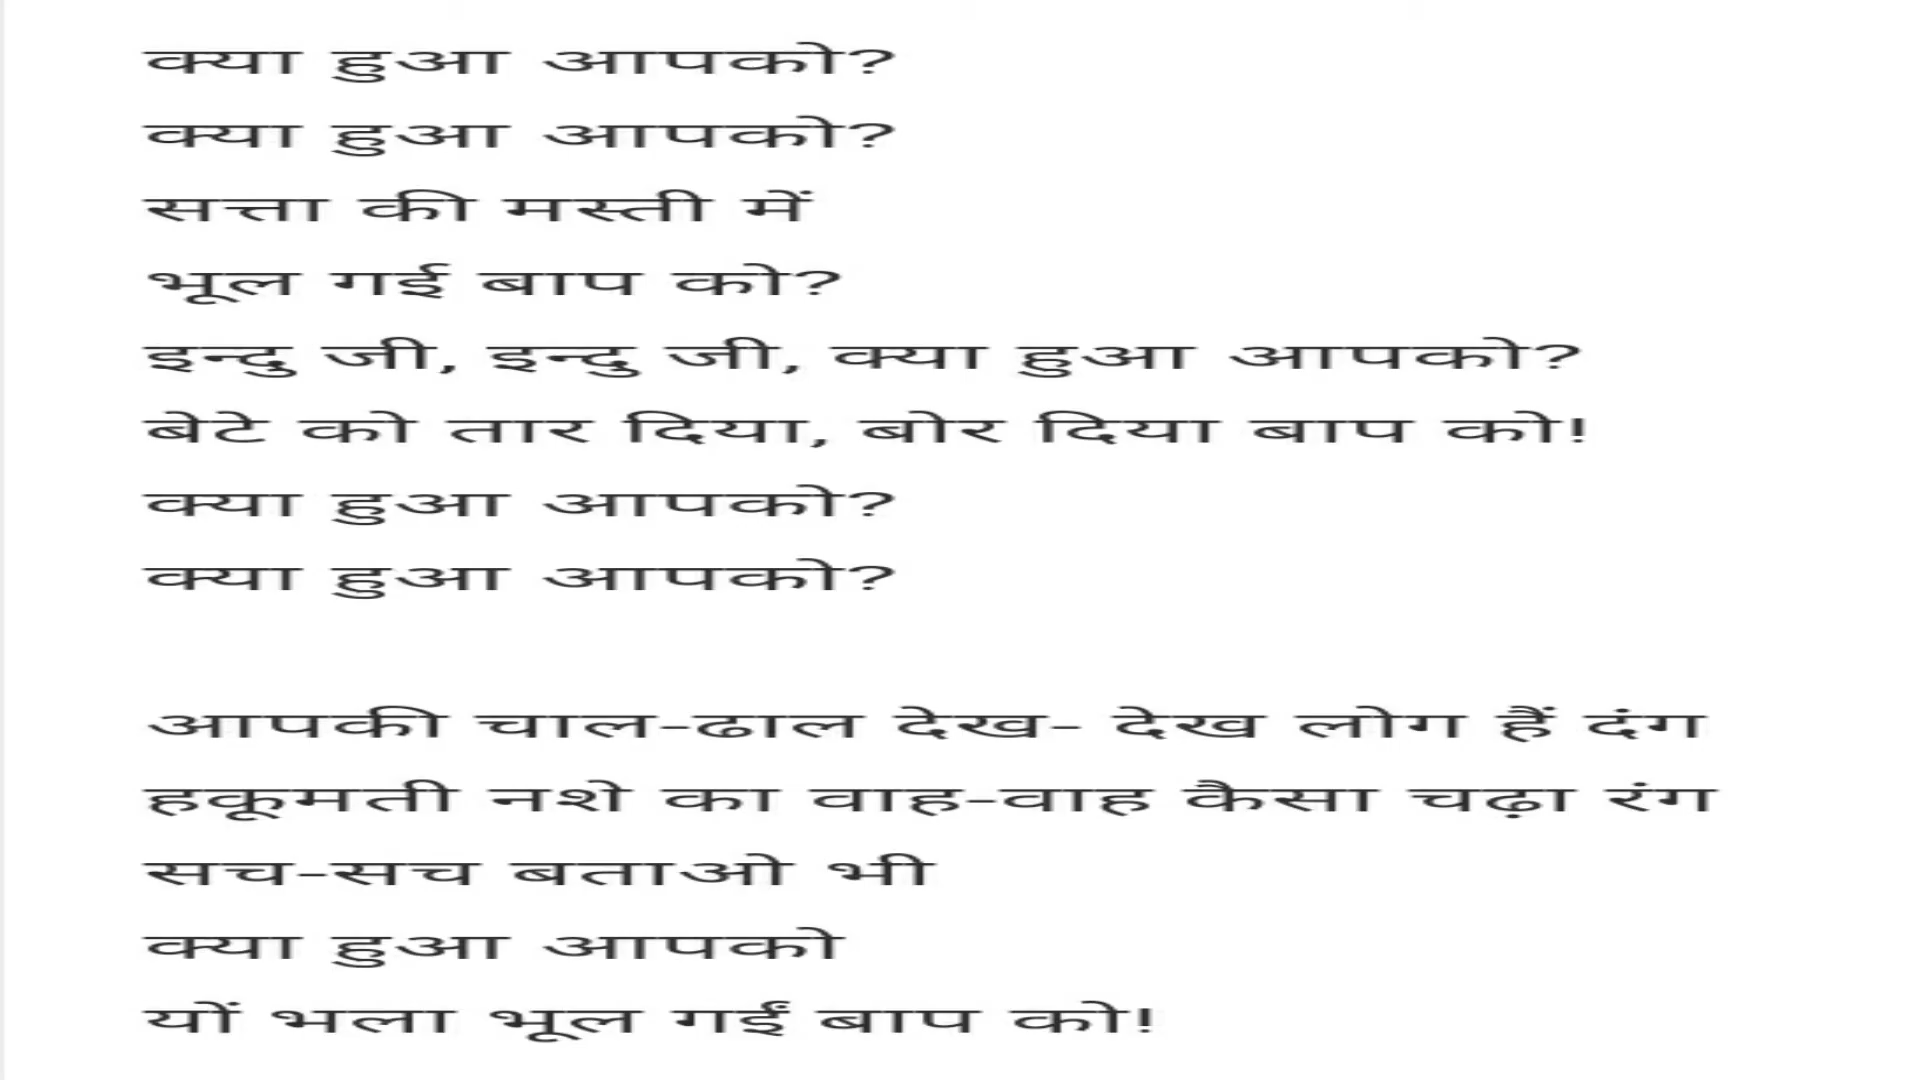 क्या हुआ आपको?
क्या हुआ आपको?
सत्ता की मस्ती में
भूल गई बाप को?
इन्दु जी, इन्दु जी, क्या हुआ आपको?
बेटे को तार दिया, बोर दिया बाप को!
क्या हुआ आपको?
क्या हुआ आपको?
आपकी चाल-ढाल देख- देख लोग हैं दंग
हकूमती नशे का वाह-वाह कैसा चढ़ा रंग
सच-सच बताओ भी
क्या हुआ आपको
यों भला भूल गईं बाप को!